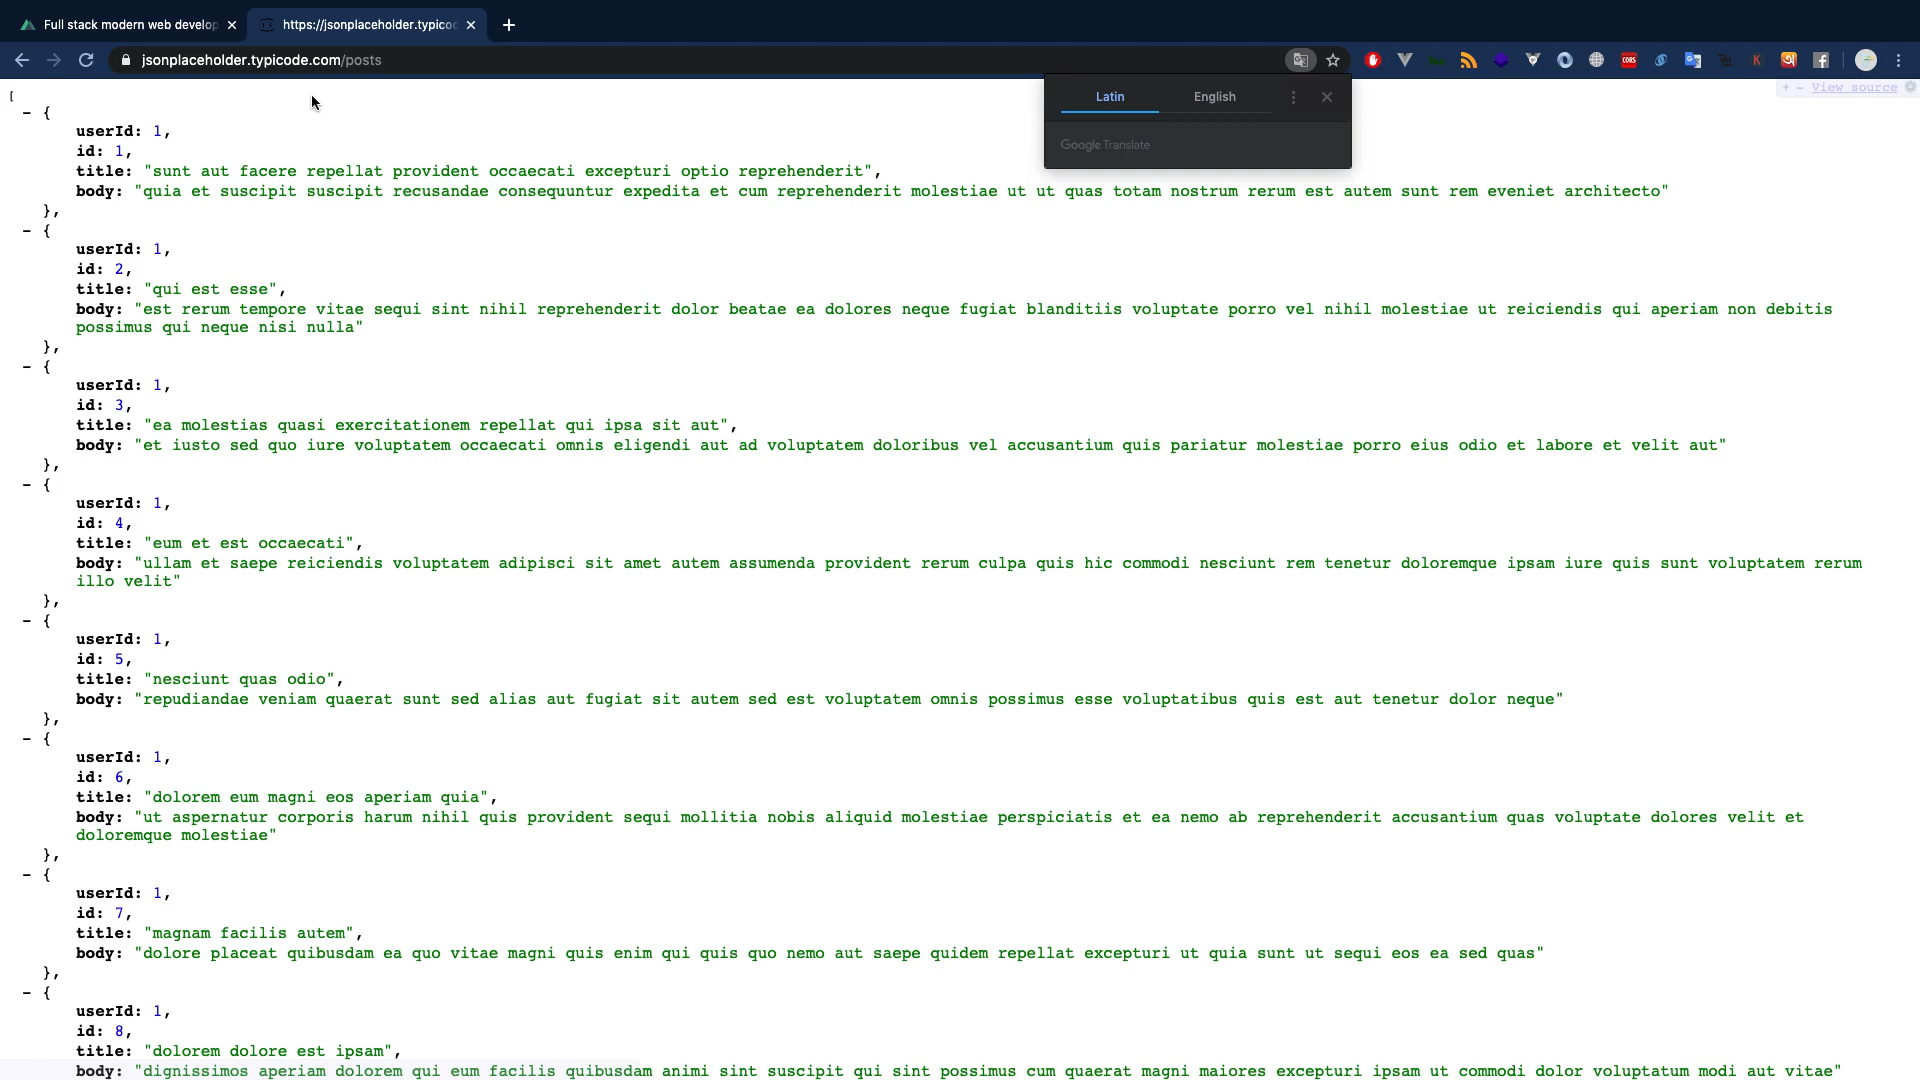 Full stack modern web develop
https://jsonplaceholder.typicod
jsonplaceholder.typicode.com/posts
CORS
K
Latin English
Google Translate
+ - View source
[
- {
userId: 1,
id: 1,
title: "sunt aut facere repellat provident occaecati excepturi optio reprehenderit",
body: "quia et suscipit suscipit recusandae consequuntur expedita et cum reprehenderit molestiae ut ut quas totam nostrum rerum est autem sunt rem eveniet architecto"
},
- {
userId: 1,
id: 2,
title: "qui est esse",
body: "est rerum tempore vitae sequi sint nihil reprehenderit dolor beatae ea dolores neque fugiat blanditiis voluptate porro vel nihil molestiae ut reiciendis qui aperiam non debitis
possimus qui neque nisi nulla"
},
- {
userId: 1,
id: 3,
title: "ea molestias quasi exercitationem repellat qui ipsa sit aut",
body: "et iusto sed quo iure voluptatem occaecati omnis eligendi aut ad voluptatem doloribus vel accusantium quis pariatur molestiae porro eius odio et labore et velit aut"
},
- {
userId: 1,
id: 4,
title: "eum et est occaecati",
body: "ullam et saepe reiciendis voluptatem adipisci sit amet autem assumenda provident rerum culpa quis hic commodi nesciunt rem tenetur doloremque ipsam iure quis sunt voluptatem rerum
illo velit"
},
- {
userId: 1,
id: 5,
title: "nesciunt quas odio",
body: "repudiandae veniam quaerat sunt sed alias aut fugiat sit autem sed est voluptatem omnis possimus esse voluptatibus quis est aut tenetur dolor neque"
},
- {
userId: 1,
id: 6,
title: "dolorem eum magni eos aperiam quia",
body: "ut aspernatur corporis harum nihil quis provident sequi mollitia nobis aliquid molestiae perspiciatis et ea nemo ab reprehenderit accusantium quas voluptate dolores velit et
doloremque molestiae"
},
- {
userId: 1,
id: 7,
title: "magnam facilis autem",
body: "dolore placeat quibusdam ea quo vitae magni quis enim qui quis quo nemo aut saepe quidem repellat excepturi ut quia sunt ut sequi eos ea sed quas"
},
- {
userId: 1,
id: 8,
title: "dolorem dolore est ipsam",
body: "dignissimos aperiam dolorem qui eum facilis quibusdam animi sint suscipit qui sint possimus cum quaerat magni maiores excepturi ipsam ut commodi dolor voluptatum modi aut vitae"